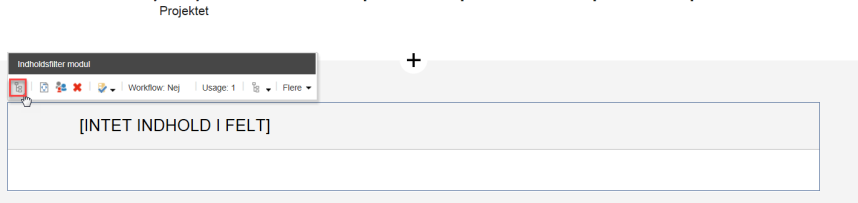 Projektet
Indholdsfilter modul
Workflow: Nej Usage: 1 Flere
[INTET INDHOLD I FELT]